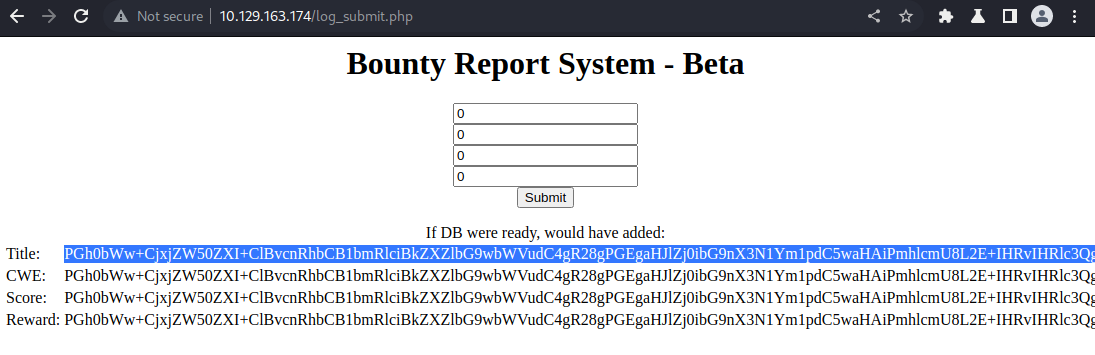 Not secure | 10.129.163.174/log_submit.php
Bounty Report System - Beta
0
0
0
0
Submit
If DB were ready, would have added:
Title: PGh0bWw+CjxjZW50ZXI+ClBvcnRhbCB1bmRlciBkZXZlbG9wbWVudC4gR28gPGEgaHJlZj0ibG9nX3N1Ym1pdC5waHAiPmhlcmU8L2E+IHRvIHRlc3Qg
CWE: PGh0bWw+CjxjZW50ZXI+ClBvcnRhbCB1bmRlciBkZXZlbG9wbWVudC4gR28gPGEgaHJlZj0ibG9nX3N1Ym1pdC5waHAiPmhlcmU8L2E+IHRvIHRlc3Qg
Score: PGh0bWw+CjxjZW50ZXI+ClBvcnRhbCB1bmRlciBkZXZlbG9wbWVudC4gR28gPGEgaHJlZj0ibG9nX3N1Ym1pdC5waHAiPmhlcmU8L2E+IHRvIHRlc3Qg
Reward: PGh0bWw+CjxjZW50ZXI+ClBvcnRhbCB1bmRlciBkZXZlbG9wbWVudC4gR28gPGEgaHJlZj0ibG9nX3N1Ym1pdC5waHAiPmhlcmU8L2E+IHRvIHRlc3Qg